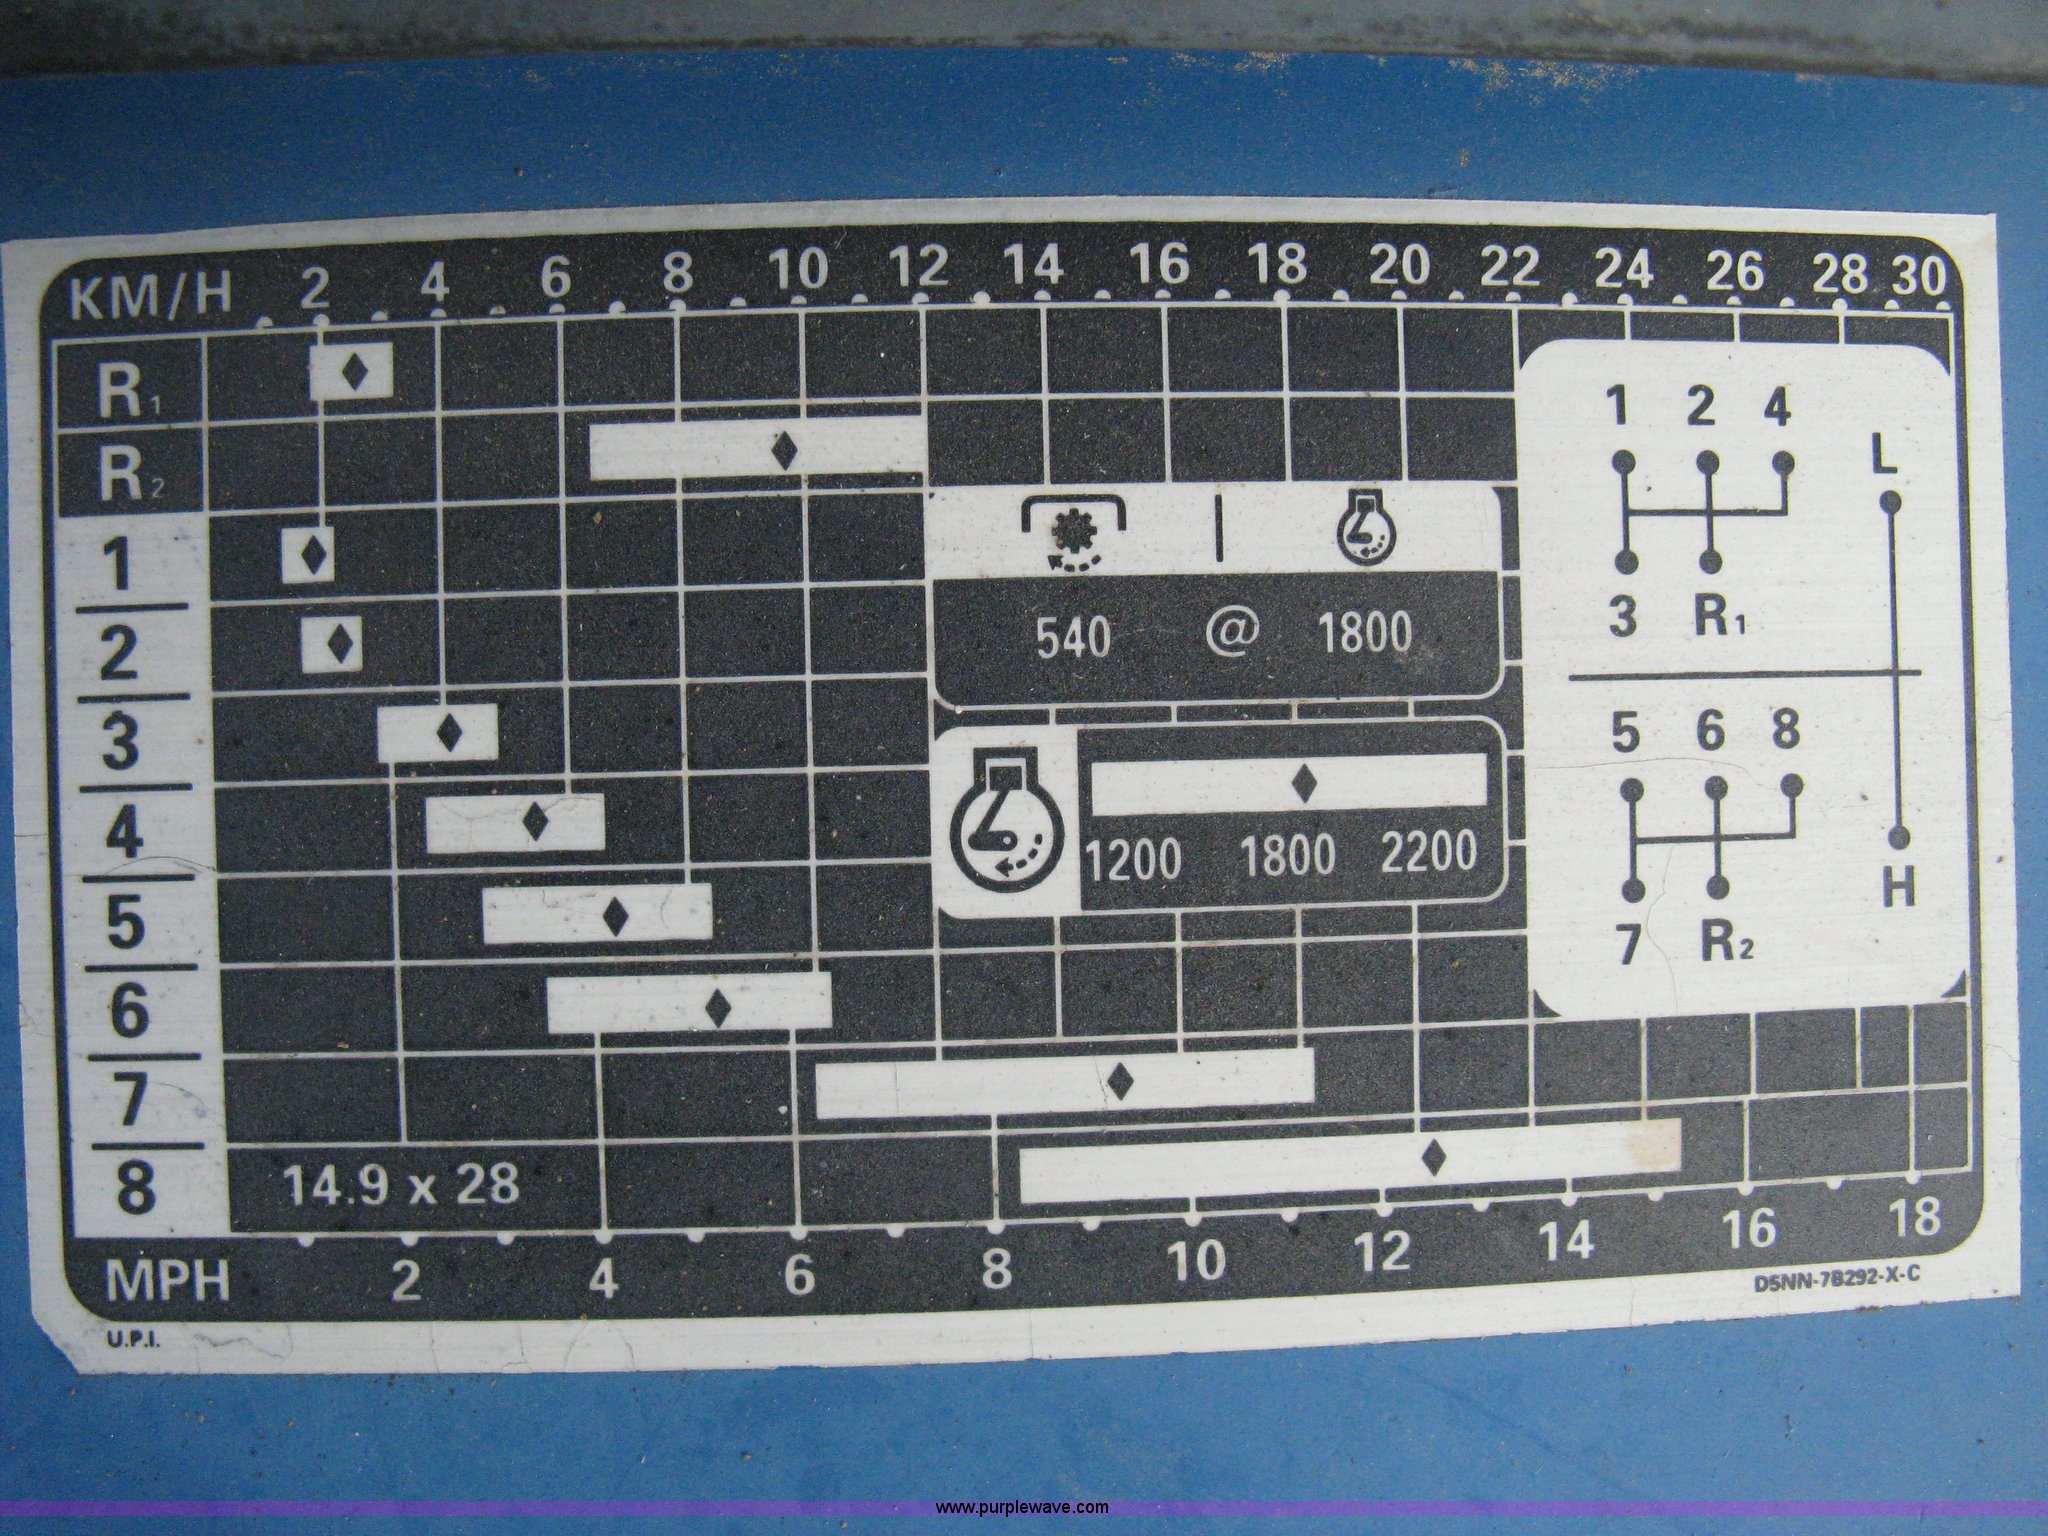 KM/H 2 4 6 8 10 12 14 16 18 20 22 24 26 28 30
R1
R2
1
2
3
4
5
6
7
8
540 @ 1800
1200 1800 2200
1 2 4
3 R1
L
5 6 8
7 R2
H
14.9 x 28
MPH 2 4 6 8 10 12 14 16 18
D5NN-7B292-X-C
U.P.I.
www.purplewave.com